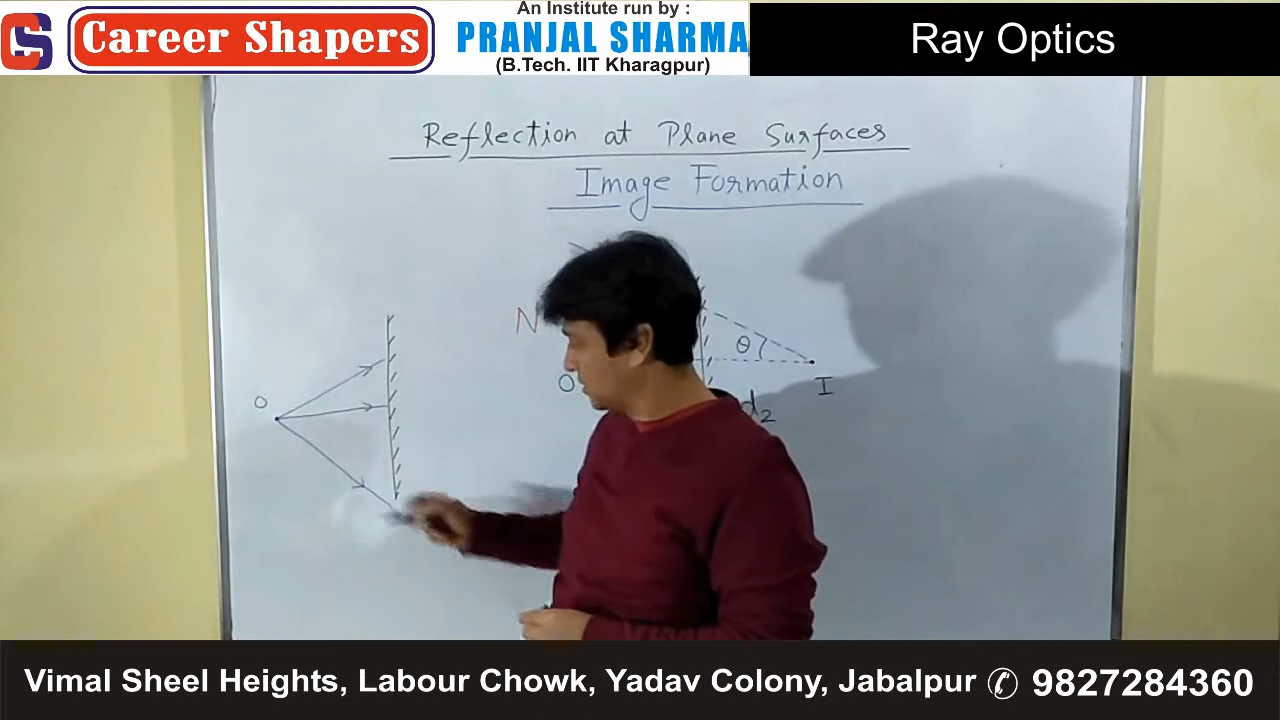 CS
Career Shapers
An Institute run by :
PRANJAL SHARMA
(B.Tech. IIT Kharagpur)
Ray Optics
Reflection at Plane Surfaces
Image Formation
N
θ
O
O
I
d₂
Vimal Sheel Heights, Labour Chowk, Yadav Colony, Jabalpur ✆ 9827284360